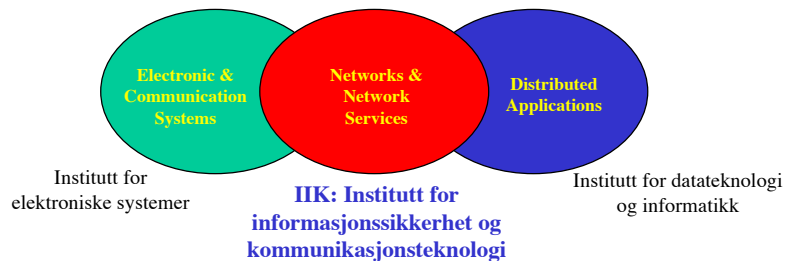 Electronic &
Communication
Systems
Networks &
Network
Services
Distributed
Applications
Institutt for
elektroniske systemer
IIK: Institutt for
informasjonssikkerhet og
kommunikasjonsteknologi
Institutt for datateknologi
og informatikk